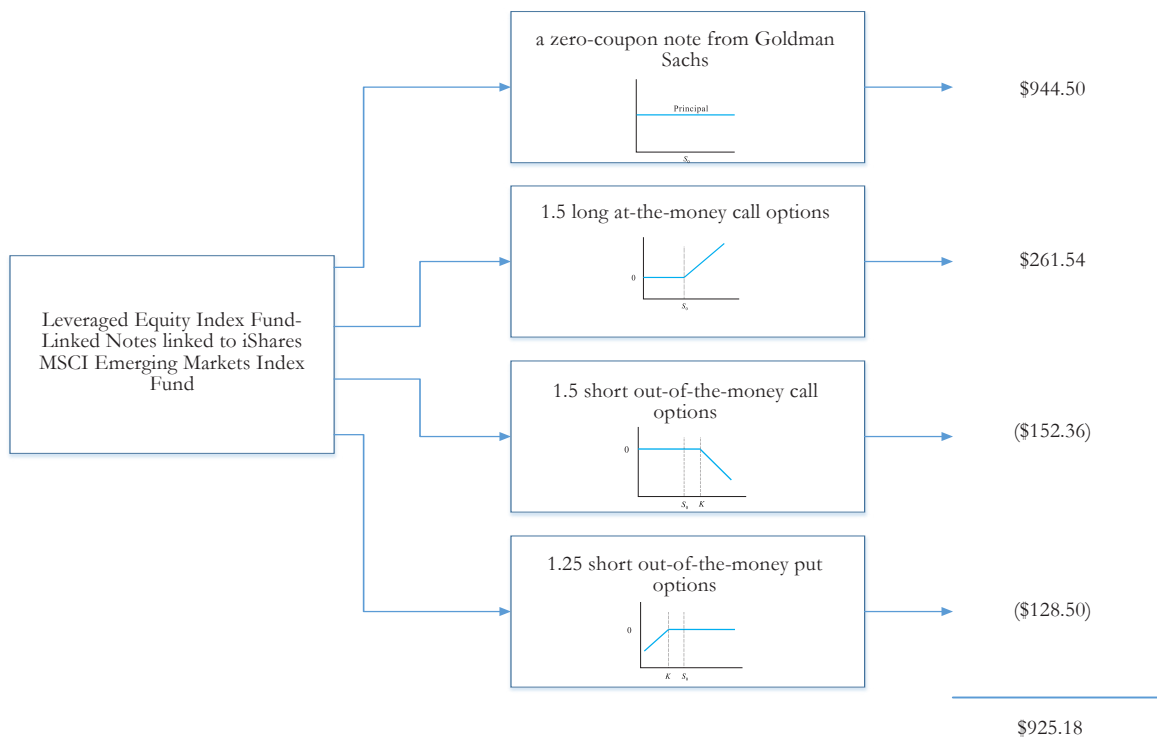 a zero-coupon note from Goldman
Sachs
Principal
S₀
$944.50
1.5 long at-the-money call options
0
S₀
$261.54
Leveraged Equity Index Fund-
Linked Notes linked to iShares
MSCI Emerging Markets Index
Fund
1.5 short out-of-the-money call
options
0
S₀ K
($152.36)
1.25 short out-of-the-money put
options
0
K S₀
($128.50)
$925.18